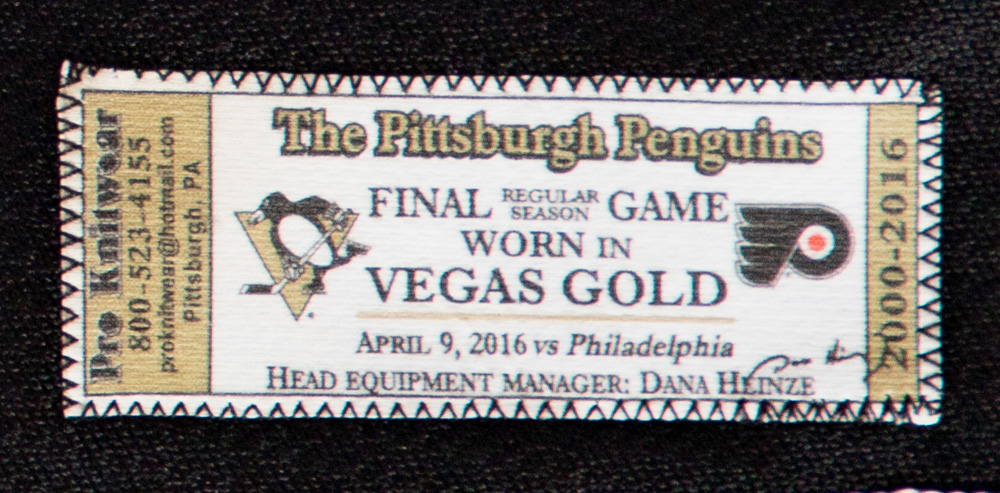 Pro Knitwear
800-523-4155
proknitwear@hotmail.com
Pittsburgh, PA
The Pittsburgh Penguins
FINAL REGULAR SEASON GAME
WORN IN
VEGAS GOLD
APRIL 9, 2016 vs Philadelphia
HEAD EQUIPMENT MANAGER: DANA HEINZE
2000-2016